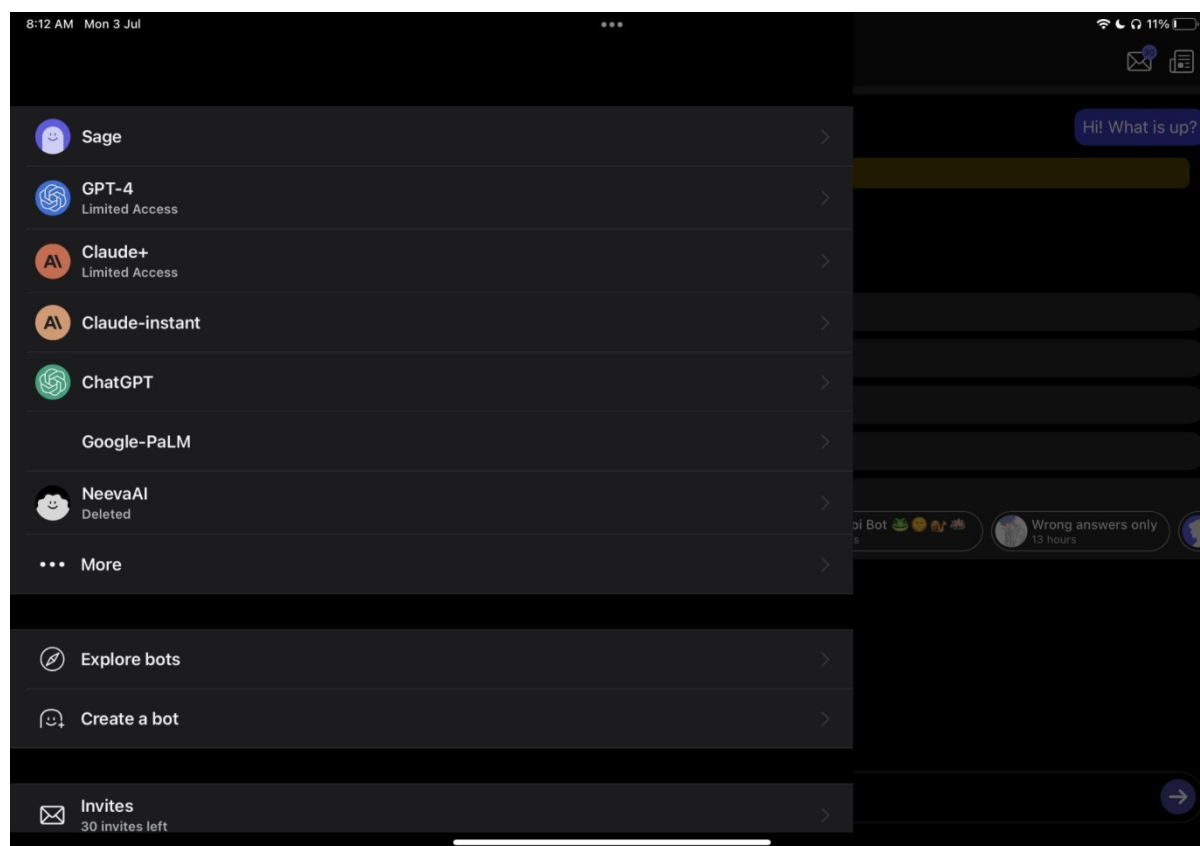 8:12 AM Mon 3 Jul
11%
Hi! What is up?
Sage
GPT-4
Limited Access
Claude+
Limited Access
Claude-instant
ChatGPT
Google-PaLM
NeevaAI
Deleted
More
Bot
Wrong answers only
13 hours
Explore bots
Create a bot
Invites
30 invites left